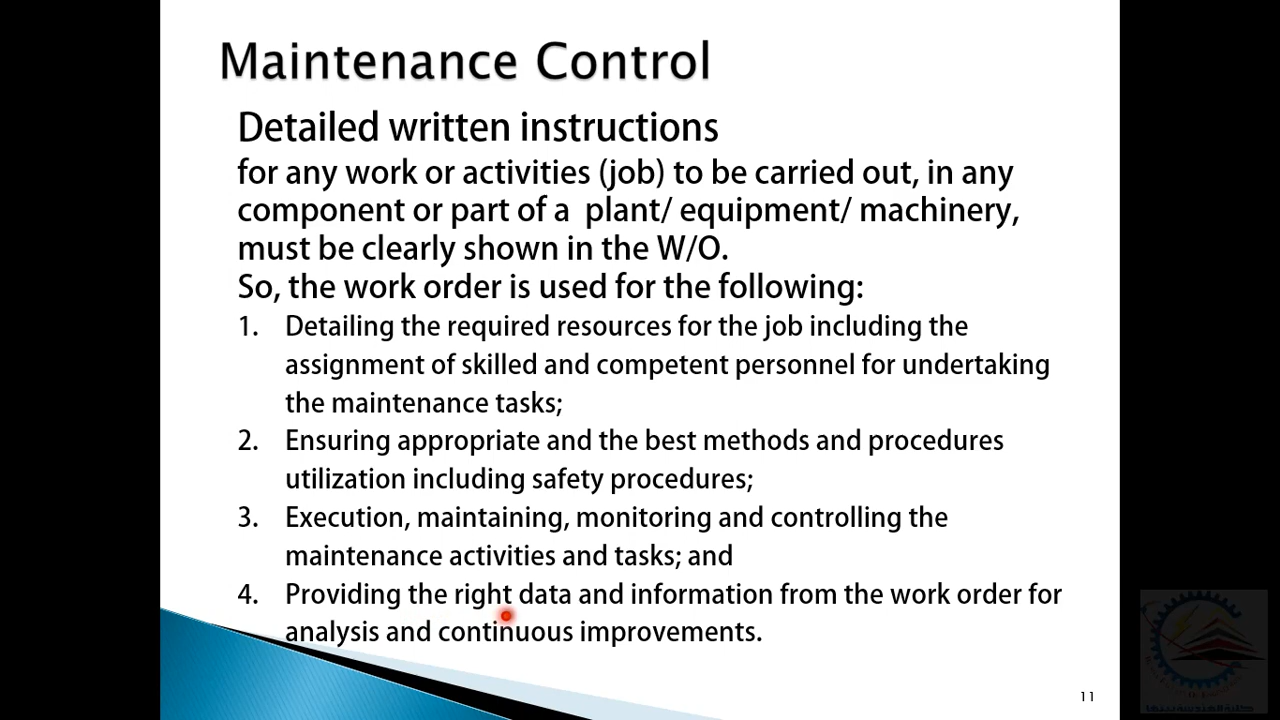 Maintenance Control
Detailed written instructions
for any work or activities (job) to be carried out, in any
component or part of a plant/ equipment/ machinery,
must be clearly shown in the W/O.
So, the work order is used for the following:
1. Detailing the required resources for the job including the
assignment of skilled and competent personnel for undertaking
the maintenance tasks;
2. Ensuring appropriate and the best methods and procedures
utilization including safety procedures;
3. Execution, maintaining, monitoring and controlling the
maintenance activities and tasks; and
4. Providing the right data and information from the work order for
analysis and continuous improvements.
11
كلية الهندسة ببنها